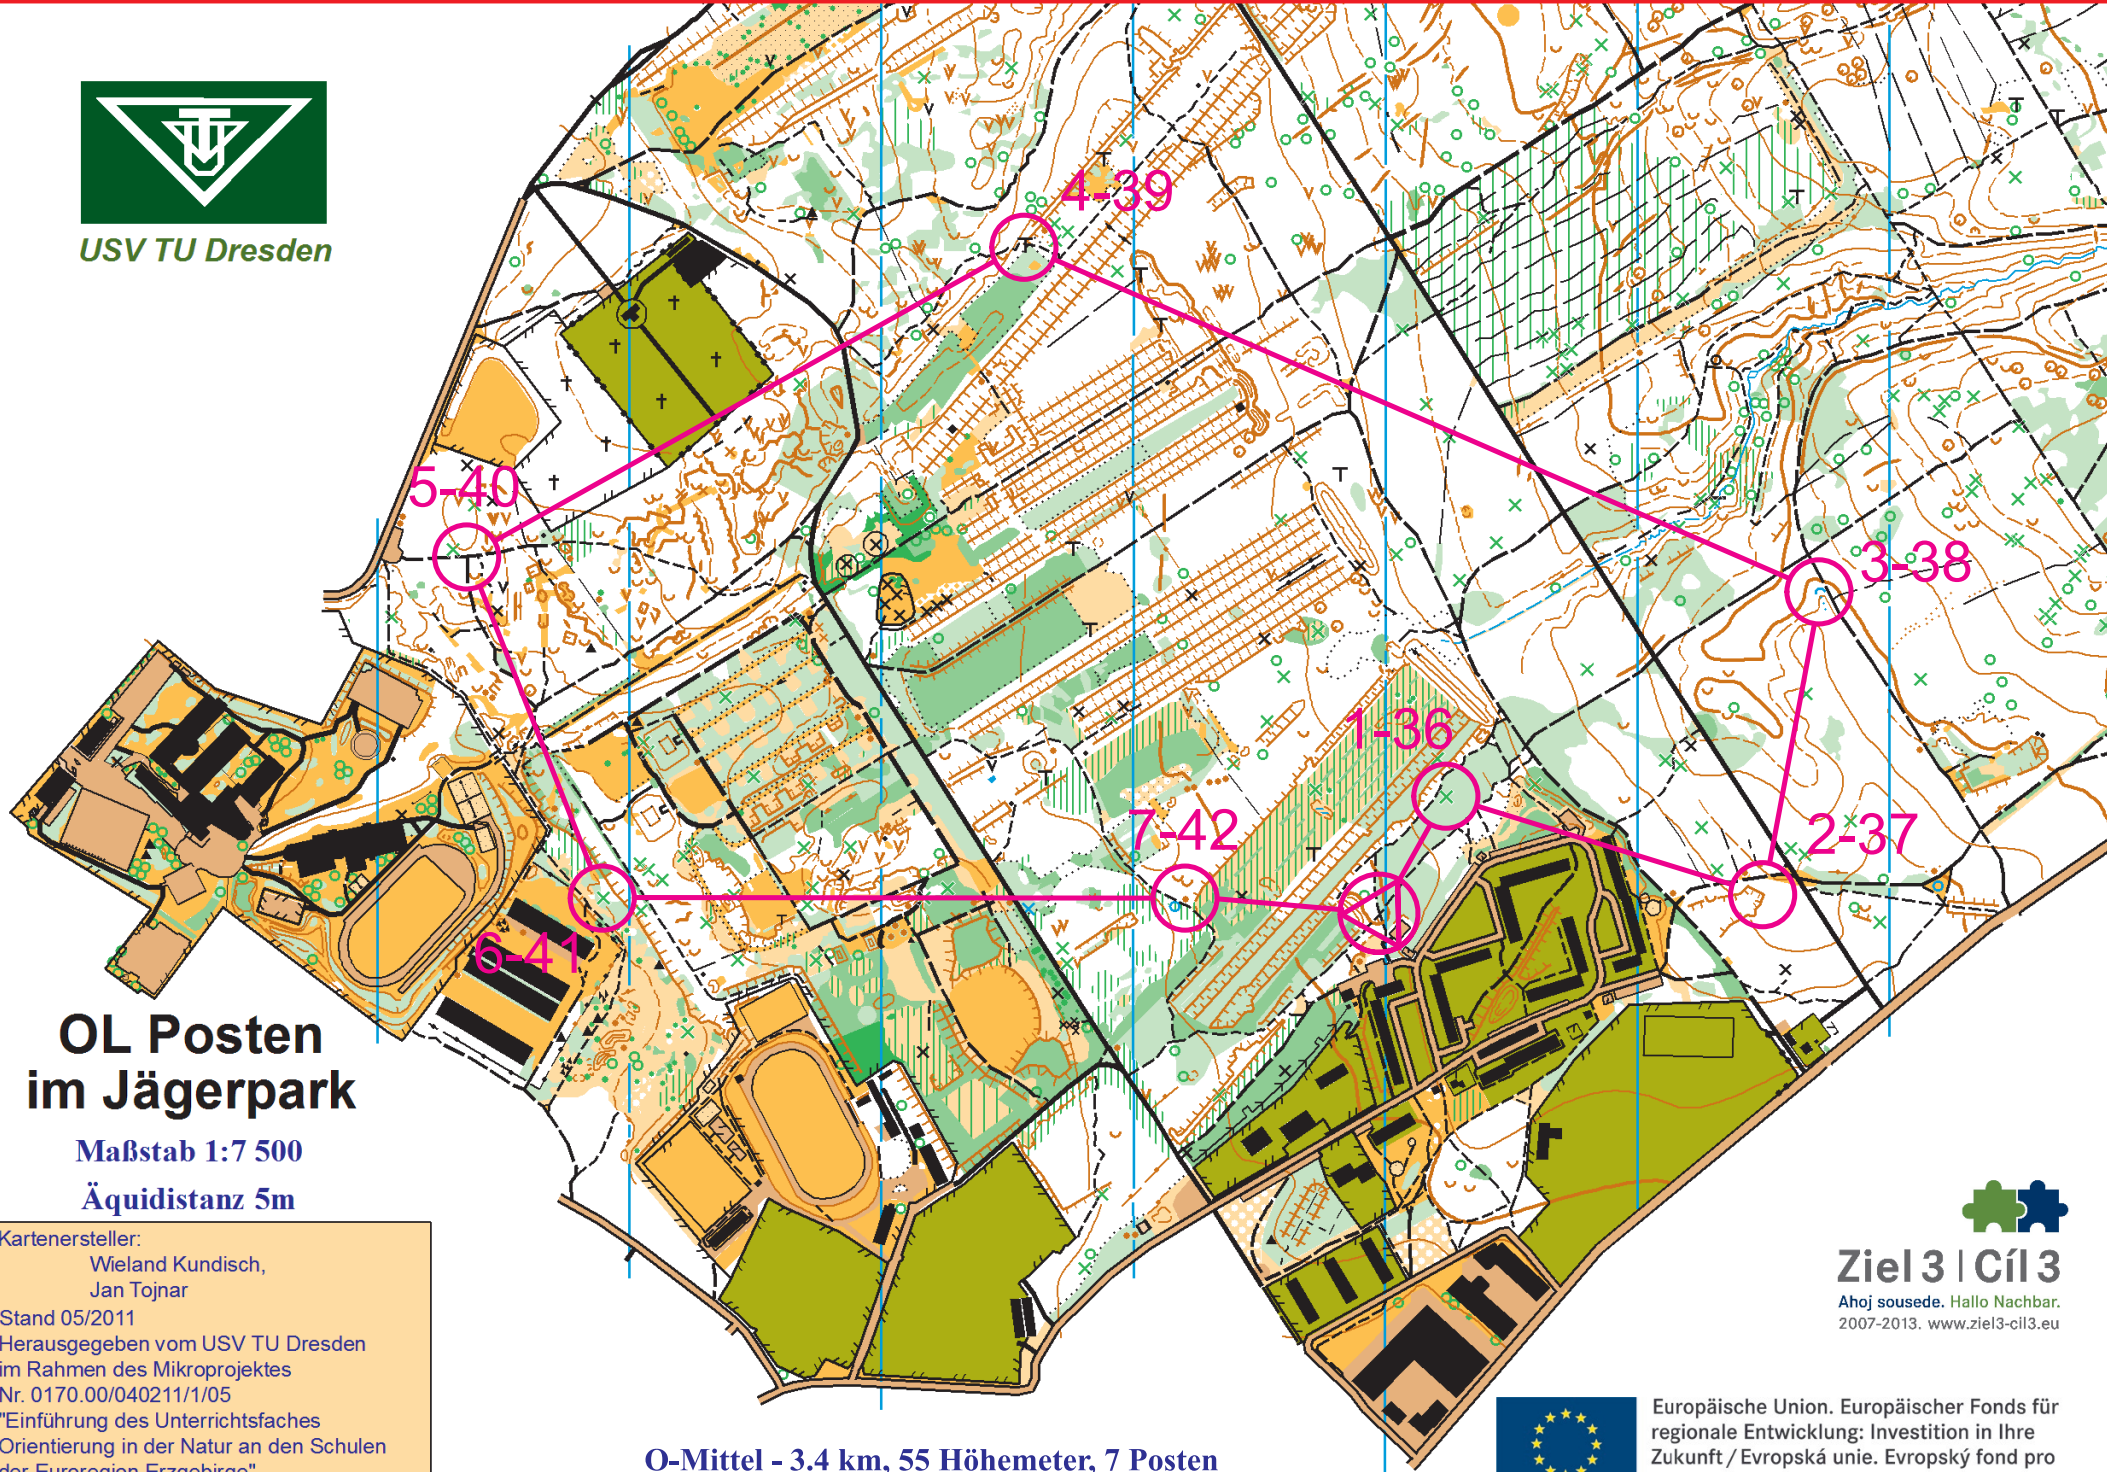 USV TU Dresden
4-39
5-40
3-38
1-36
7-42
2-37
6-41
OL Posten
im Jägerpark
Maßstab 1:7 500
Äquidistanz 5m
Kartenersteller:
Wieland Kundisch,
Jan Tojnar
Stand 05/2011
Herausgegeben vom USV TU Dresden
im Rahmen des Mikroprojektes
Nr. 0170.00/040211/1/05
"Einführung des Unterrichtsfaches
Orientierung in der Natur an den Schulen
der Euroregion Erzgebirge"
O-Mittel - 3.4 km, 55 Höhemeter, 7 Posten
Ziel 3 | Cíl 3
Ahoj sousede. Hallo Nachbar.
2007-2013. www.ziel3-cil3.eu
Europäische Union. Europäischer Fonds für
regionale Entwicklung: Investition in Ihre
Zukunft / Evropská unie. Evropský fond pro